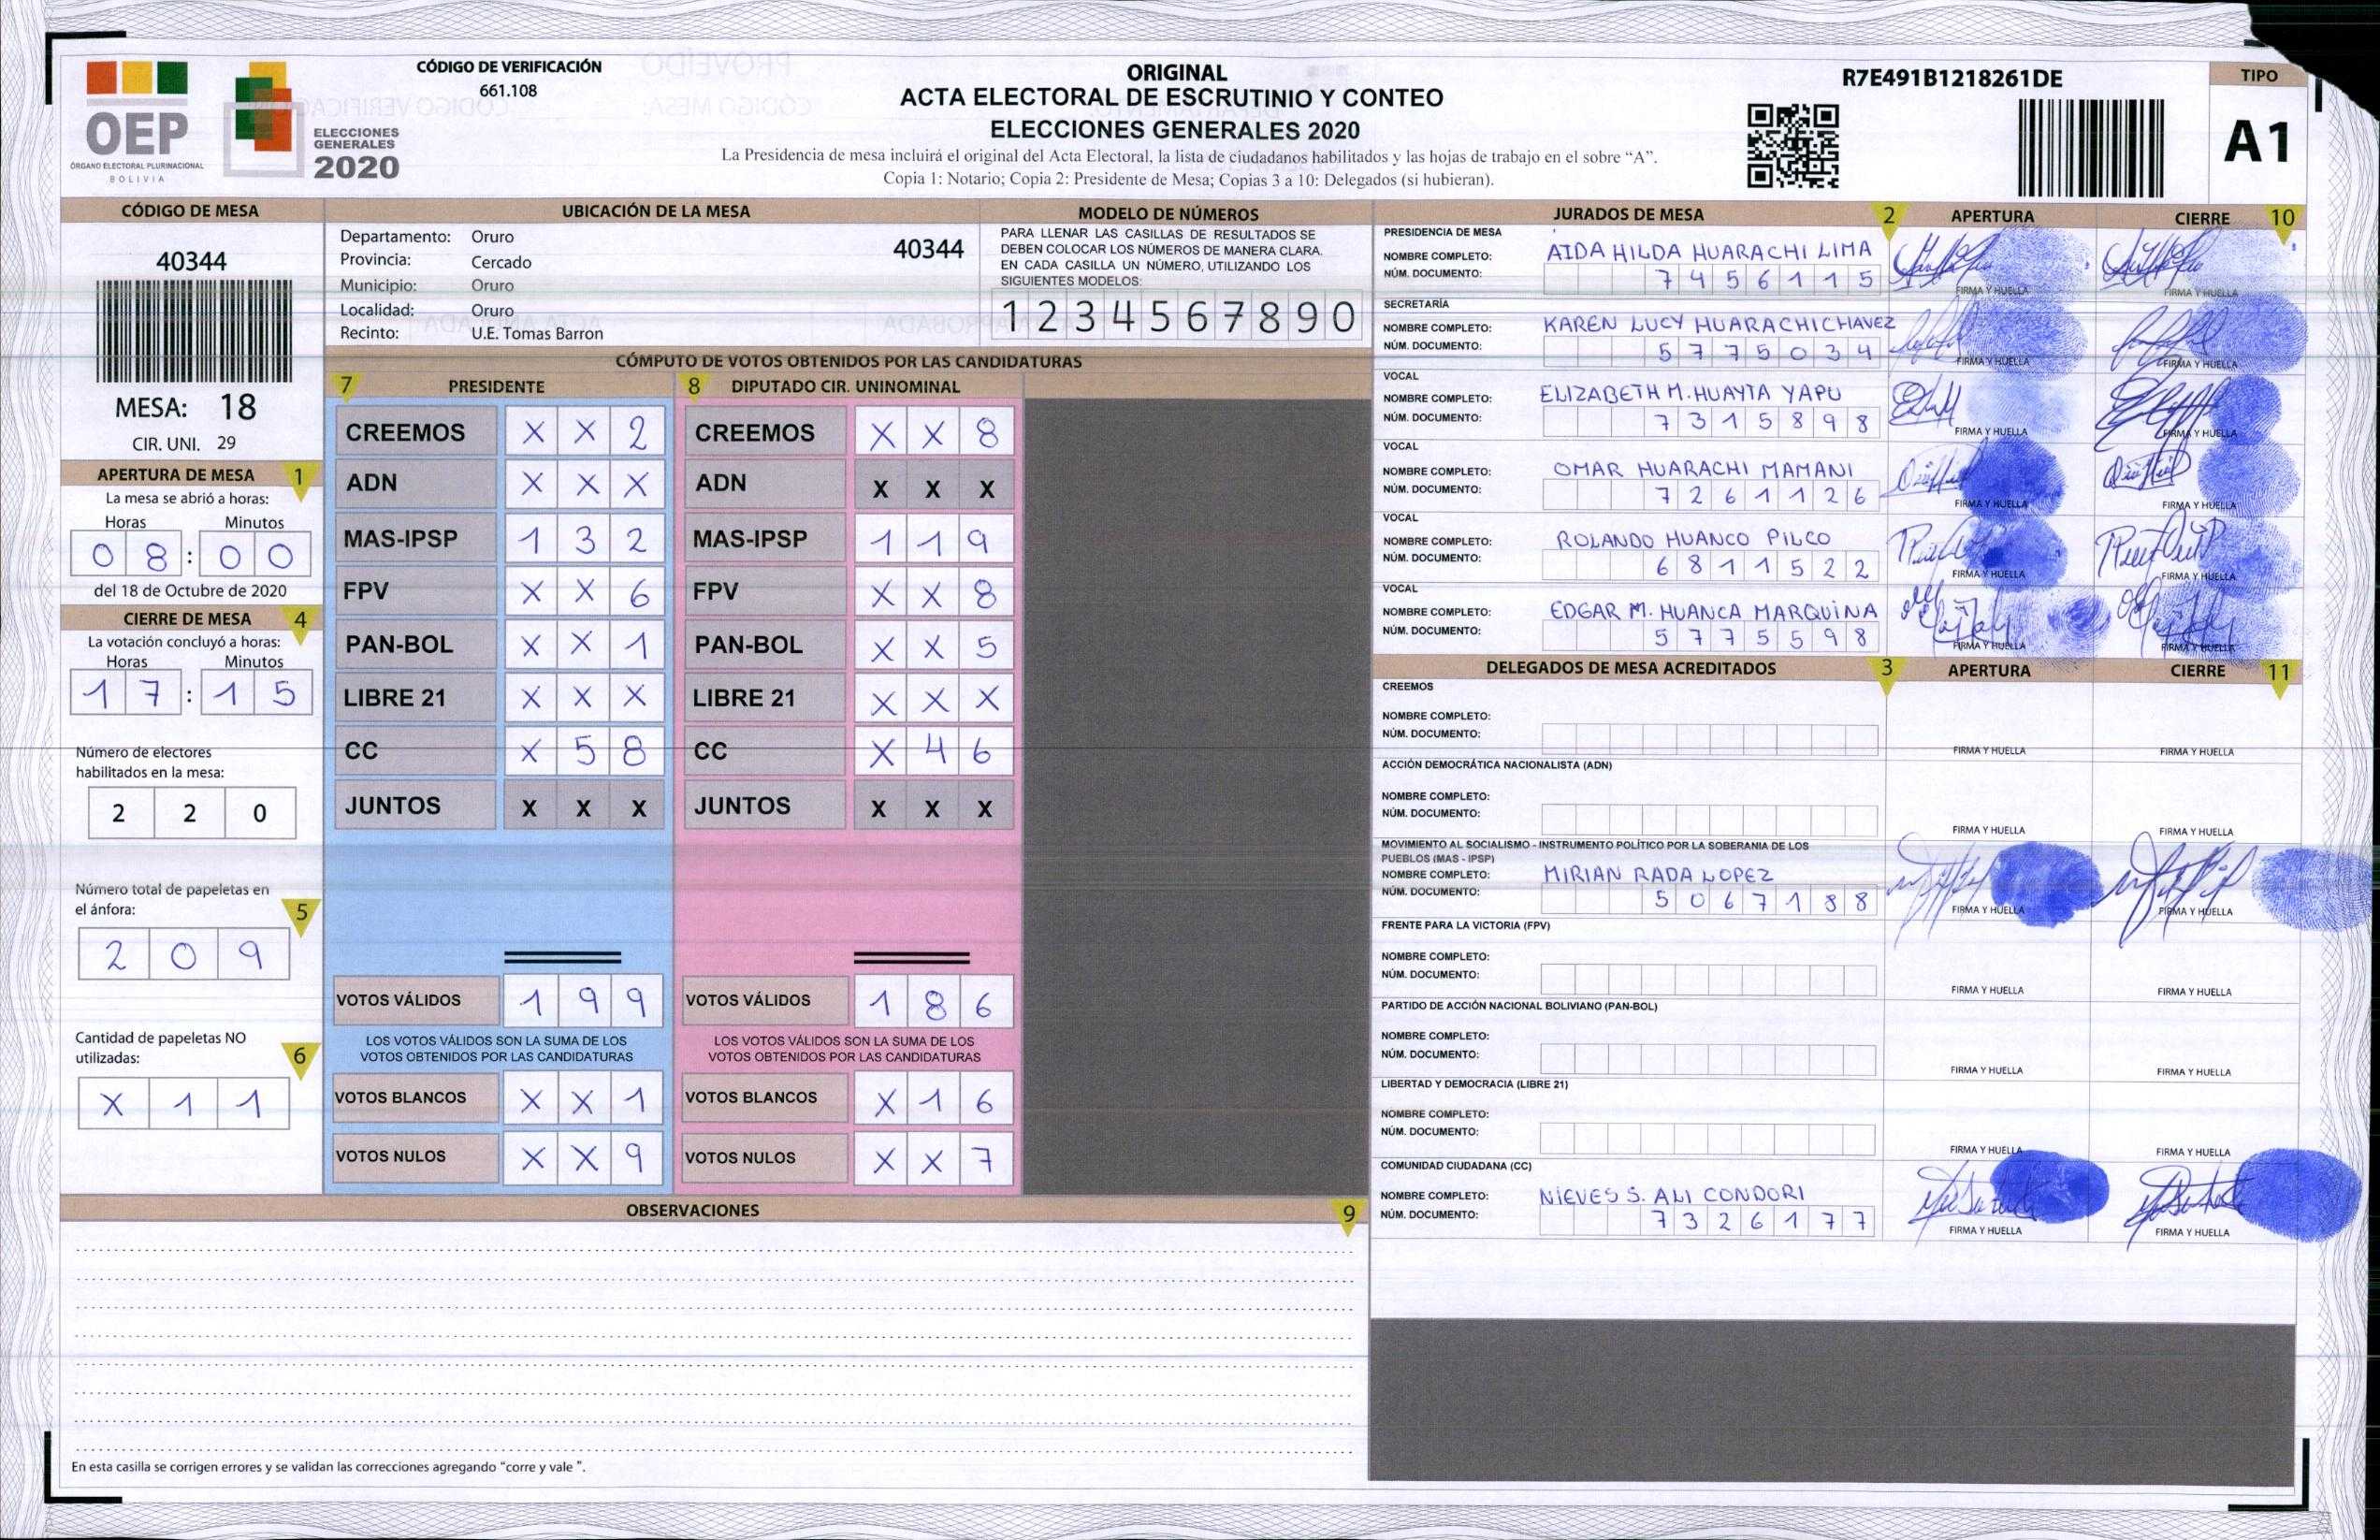 CÓDIGO DE VERIFICACIÓN
661.108
OEP
ÓRGANO ELECTORAL PLURINACIONAL
BOLIVIA
ELECCIONES
GENERALES
2020
ORIGINAL
ACTA ELECTORAL DE ESCRUTINIO Y CONTEO
ELECCIONES GENERALES 2020
La Presidencia de mesa incluirá el original del Acta Electoral, la lista de ciudadanos habilitados y las hojas de trabajo en el sobre “A”.
Copia 1: Notario; Copia 2: Presidente de Mesa; Copias 3 a 10: Delegados (si hubieran).
R7E491B1218261DE
TIPO
A1
CÓDIGO DE MESA
40344
MESA: 18
CIR. UNI. 29
APERTURA DE MESA 1
La mesa se abrió a horas:
Horas Minutos
0 8 : 0 0
del 18 de Octubre de 2020
CIERRE DE MESA 4
La votación concluyó a horas:
Horas Minutos
1 7 : 1 5
Número de electores
habilitados en la mesa:
2 2 0
Número total de papeletas en
el ánfora: 5
2 0 9
Cantidad de papeletas NO
utilizadas: 6
X 1 1
UBICACIÓN DE LA MESA
Departamento: Oruro
Provincia: Cercado
Municipio: Oruro
Localidad: Oruro
Recinto: U.E. Tomas Barron
40344
MODELO DE NÚMEROS
PARA LLENAR LAS CASILLAS DE RESULTADOS SE
DEBEN COLOCAR LOS NÚMEROS DE MANERA CLARA.
EN CADA CASILLA UN NÚMERO, UTILIZANDO LOS
SIGUIENTES MODELOS:
1 2 3 4 5 6 7 8 9 0
CÓMPUTO DE VOTOS OBTENIDOS POR LAS CANDIDATURAS
7 PRESIDENTE 8 DIPUTADO CIR. UNINOMINAL
CREEMOS X X 2 CREEMOS X X 8
ADN X X X ADN X X X
MAS-IPSP 1 3 2 MAS-IPSP 1 1 9
FPV X X 6 FPV X X 8
PAN-BOL X X 1 PAN-BOL X X 5
LIBRE 21 X X X LIBRE 21 X X X
CC X 5 8 CC X 4 6
JUNTOS X X X JUNTOS X X X
VOTOS VÁLIDOS 1 9 9 VOTOS VÁLIDOS 1 8 6
LOS VOTOS VÁLIDOS SON LA SUMA DE LOS LOS VOTOS VÁLIDOS SON LA SUMA DE LOS
VOTOS OBTENIDOS POR LAS CANDIDATURAS VOTOS OBTENIDOS POR LAS CANDIDATURAS
VOTOS BLANCOS X X 1 VOTOS BLANCOS X 1 6
VOTOS NULOS X X 9 VOTOS NULOS X X 7
OBSERVACIONES 9
En esta casilla se corrigen errores y se validan las correcciones agregando “corre y vale ”.
JURADOS DE MESA 2 APERTURA CIERRE 10
PRESIDENCIA DE MESA
NOMBRE COMPLETO: AIDA HILDA HUARACHI LIMA
NÚM. DOCUMENTO: 7 4 5 6 1 1 5
FIRMA Y HUELLA FIRMA Y HUELLA
SECRETARÍA
NOMBRE COMPLETO: KAREN LUCY HUARACHI CHAVEZ
NÚM. DOCUMENTO: 5 7 7 5 0 3 4
FIRMA Y HUELLA FIRMA Y HUELLA
VOCAL
NOMBRE COMPLETO: ELIZABETH M. HUAYTA YAPU
NÚM. DOCUMENTO: 7 3 1 5 8 9 8
FIRMA Y HUELLA FIRMA Y HUELLA
VOCAL
NOMBRE COMPLETO: OMAR HUARACHI MAMANI
NÚM. DOCUMENTO: 7 2 6 1 1 2 6
FIRMA Y HUELLA FIRMA Y HUELLA
VOCAL
NOMBRE COMPLETO: ROLANDO HUANCO PILCO
NÚM. DOCUMENTO: 6 8 1 1 5 2 2
FIRMA Y HUELLA FIRMA Y HUELLA
VOCAL
NOMBRE COMPLETO: EDGAR M. HUANCA MARQUINA
NÚM. DOCUMENTO: 5 7 7 5 5 9 8
FIRMA Y HUELLA FIRMA Y HUELLA
DELEGADOS DE MESA ACREDITADOS 3 APERTURA CIERRE 11
CREEMOS
NOMBRE COMPLETO:
NÚM. DOCUMENTO:
FIRMA Y HUELLA FIRMA Y HUELLA
ACCIÓN DEMOCRÁTICA NACIONALISTA (ADN)
NOMBRE COMPLETO:
NÚM. DOCUMENTO:
FIRMA Y HUELLA FIRMA Y HUELLA
MOVIMIENTO AL SOCIALISMO - INSTRUMENTO POLÍTICO POR LA SOBERANIA DE LOS
PUEBLOS (MAS - IPSP)
NOMBRE COMPLETO: MIRIAN RADA LOPEZ
NÚM. DOCUMENTO: 5 0 6 7 1 8 8
FIRMA Y HUELLA FIRMA Y HUELLA
FRENTE PARA LA VICTORIA (FPV)
NOMBRE COMPLETO:
NÚM. DOCUMENTO:
FIRMA Y HUELLA FIRMA Y HUELLA
PARTIDO DE ACCIÓN NACIONAL BOLIVIANO (PAN-BOL)
NOMBRE COMPLETO:
NÚM. DOCUMENTO:
FIRMA Y HUELLA FIRMA Y HUELLA
LIBERTAD Y DEMOCRACIA (LIBRE 21)
NOMBRE COMPLETO:
NÚM. DOCUMENTO:
FIRMA Y HUELLA FIRMA Y HUELLA
COMUNIDAD CIUDADANA (CC)
NOMBRE COMPLETO: NIEVES S. ALI CONDORI
NÚM. DOCUMENTO: 7 3 2 6 1 7 7
FIRMA Y HUELLA FIRMA Y HUELLA